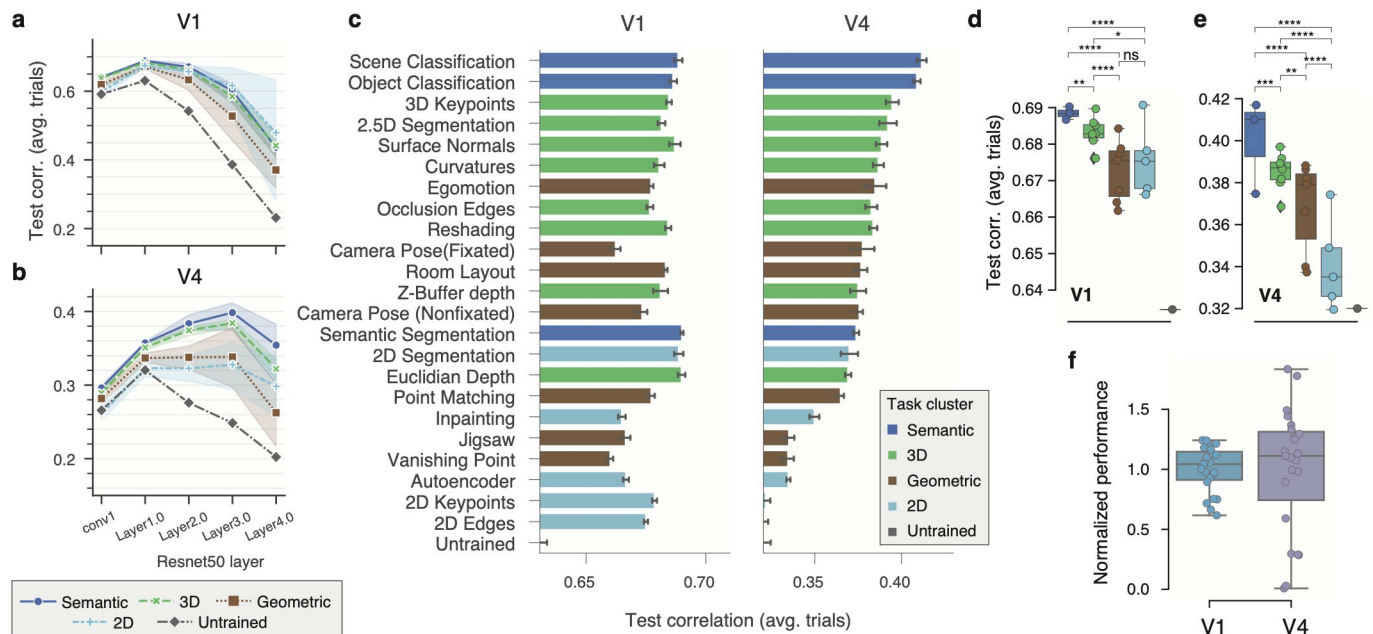 a
V1
Test corr. (avg. trials)
0.6
0.4
0.2
b
V4
0.4
0.3
0.2
conv1
Layer1.0
Layer2.0
Layer3.0
Layer4.0
Resnet50 layer
Semantic
3D
Geometric
2D
Untrained
c
V1
V4
Scene Classification
Object Classification
3D Keypoints
2.5D Segmentation
Surface Normals
Curvatures
Egomotion
Occlusion Edges
Reshading
Camera Pose(Fixated)
Room Layout
Z-Buffer depth
Camera Pose (Nonfixated)
Semantic Segmentation
2D Segmentation
Euclidian Depth
Point Matching
Inpainting
Jigsaw
Vanishing Point
Autoencoder
2D Keypoints
2D Edges
Untrained
0.65
0.70
0.35
0.40
Test correlation (avg. trials)
Task cluster
Semantic
3D
Geometric
2D
Untrained
d
****
*
****
ns
**
****
Test corr. (avg. trials)
0.69
0.68
0.67
0.66
0.65
0.64
V1
e
****
****
****
****
***
**
0.42
0.40
0.38
0.36
0.34
0.32
V4
f
Normalized performance
1.5
1.0
0.5
0.0
V1
V4